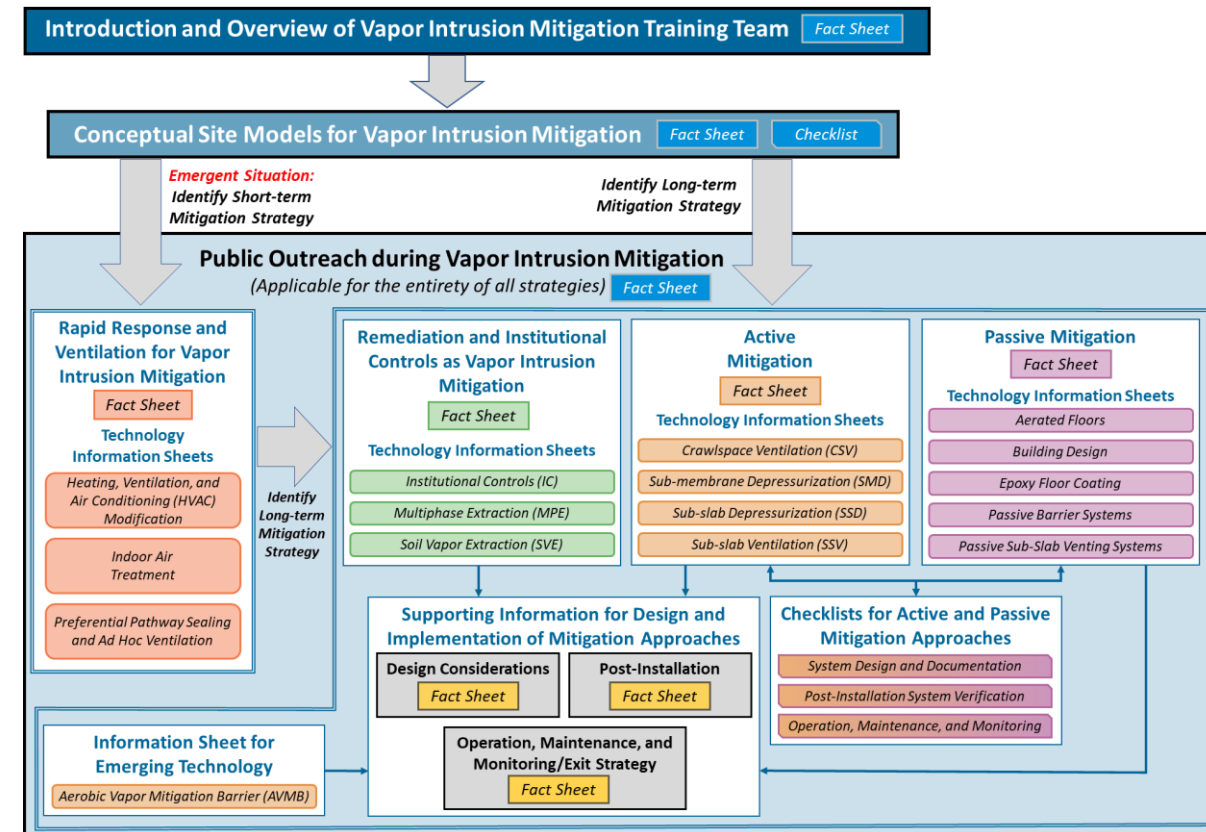 Introduction and Overview of Vapor Intrusion Mitigation Training Team Fact Sheet
Conceptual Site Models for Vapor Intrusion Mitigation Fact Sheet Checklist
Emergent Situation:
Identify Short-term
Mitigation Strategy
Identify Long-term
Mitigation Strategy
Public Outreach during Vapor Intrusion Mitigation
(Applicable for the entirety of all strategies) Fact Sheet
Rapid Response and
Ventilation for Vapor
Intrusion Mitigation
Fact Sheet
Technology
Information Sheets
Heating, Ventilation, and
Air Conditioning (HVAC)
Modification
Indoor Air
Treatment
Preferential Pathway Sealing
and Ad Hoc Ventilation
Identify
Long-term
Mitigation
Strategy
Remediation and Institutional
Controls as Vapor Intrusion
Mitigation
Fact Sheet
Technology Information Sheets
Institutional Controls (IC)
Multiphase Extraction (MPE)
Soil Vapor Extraction (SVE)
Active
Mitigation
Fact Sheet
Technology Information Sheets
Crawlspace Ventilation (CSV)
Sub-membrane Depressurization (SMD)
Sub-slab Depressurization (SSD)
Sub-slab Ventilation (SSV)
Passive Mitigation
Fact Sheet
Technology Information Sheets
Aerated Floors
Building Design
Epoxy Floor Coating
Passive Barrier Systems
Passive Sub-Slab Venting Systems
Supporting Information for Design and
Implementation of Mitigation Approaches
Design Considerations
Fact Sheet
Post-Installation
Fact Sheet
Operation, Maintenance, and
Monitoring/Exit Strategy
Fact Sheet
Checklists for Active and Passive
Mitigation Approaches
System Design and Documentation
Post-Installation System Verification
Operation, Maintenance, and Monitoring
Information Sheet for
Emerging Technology
Aerobic Vapor Mitigation Barrier (AVMB)